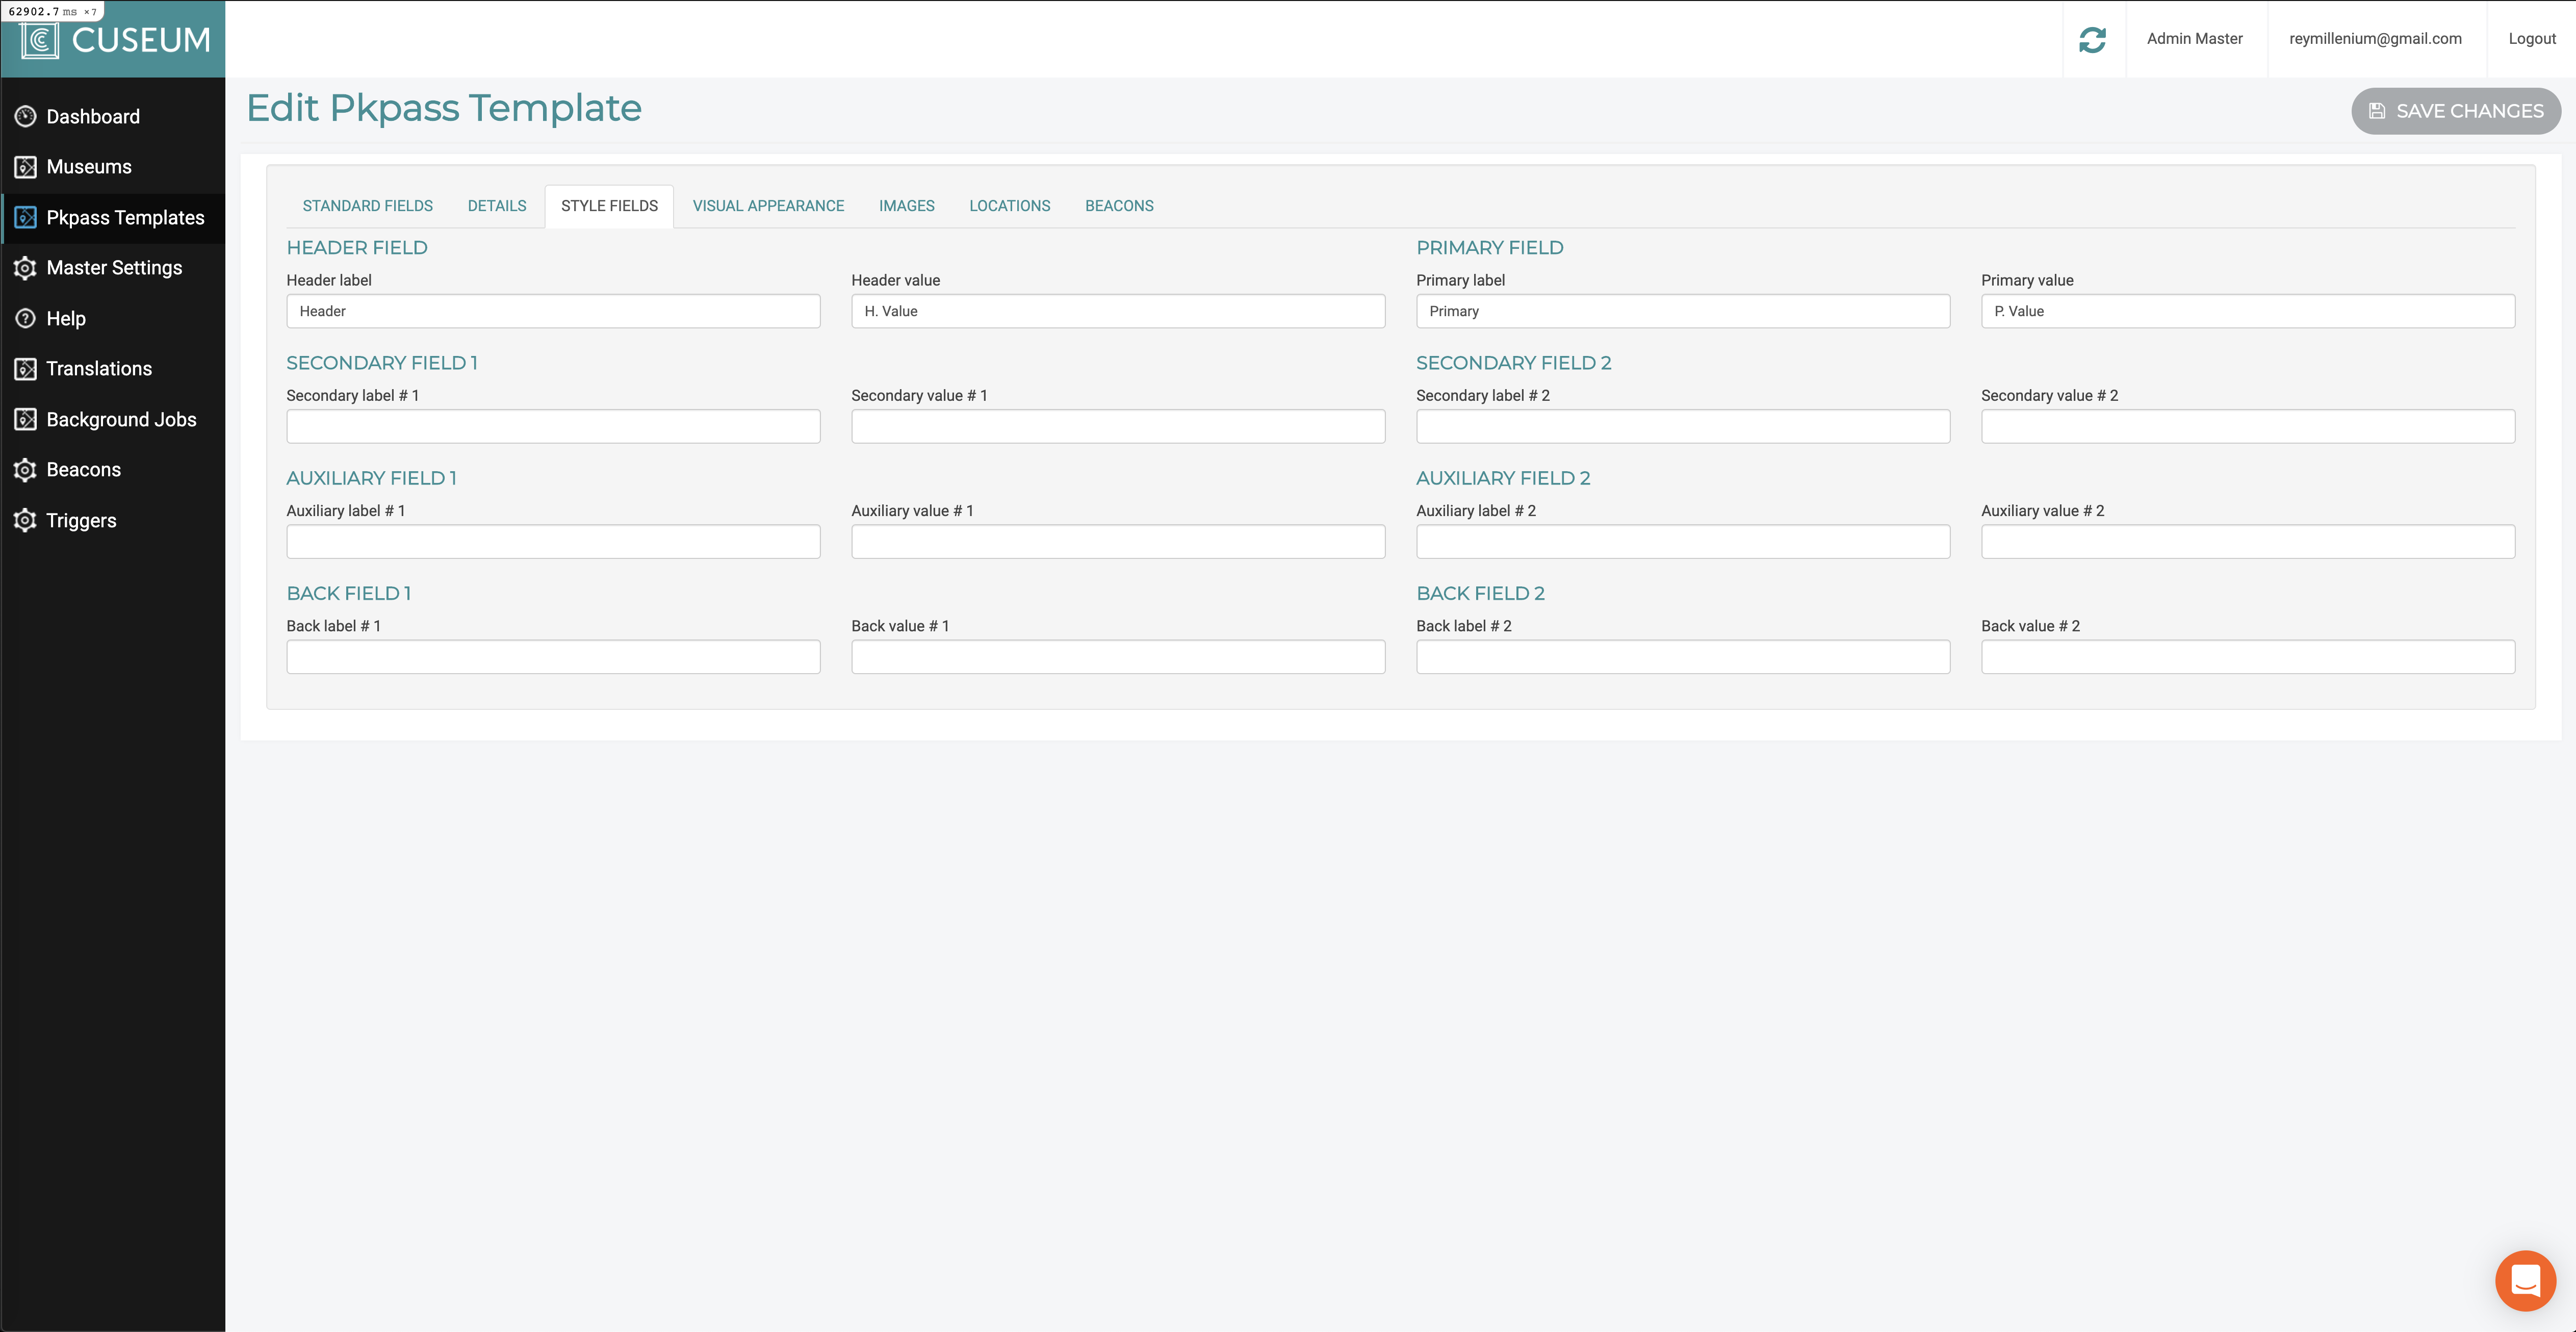 62902.7 ms ×7
CUSEUM
Admin Master
reymillenium@gmail.com
Logout
Dashboard
Museums
Pkpass Templates
Master Settings
Help
Translations
Background Jobs
Beacons
Triggers
Edit Pkpass Template
SAVE CHANGES
STANDARD FIELDS DETAILS STYLE FIELDS VISUAL APPEARANCE IMAGES LOCATIONS BEACONS
HEADER FIELD
Header label
Header
Header value
H. Value
PRIMARY FIELD
Primary label
Primary
Primary value
P. Value
SECONDARY FIELD 1
Secondary label # 1
Secondary value # 1
SECONDARY FIELD 2
Secondary label # 2
Secondary value # 2
AUXILIARY FIELD 1
Auxiliary label # 1
Auxiliary value # 1
AUXILIARY FIELD 2
Auxiliary label # 2
Auxiliary value # 2
BACK FIELD 1
Back label # 1
Back value # 1
BACK FIELD 2
Back label # 2
Back value # 2